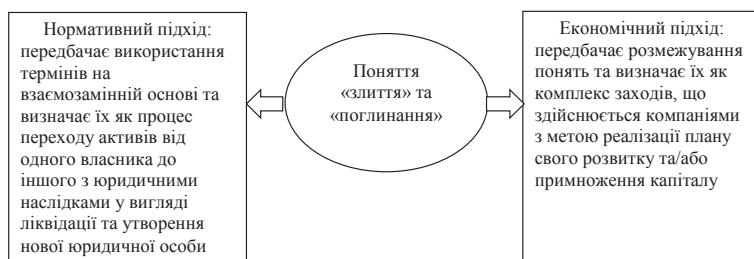 Нормативний підхід:
передбачає використання
термінів на
взаємозамінній основі та
визначає їх як процес
переходу активів від
одного власника до
іншого з юридичними
наслідками у вигляді
ліквідації та утворення
нової юридичної особи
Поняття
«злиття» та
«поглинання»
Економічний підхід:
передбачає розмежування
понять та визначає їх як
комплекс заходів, що
здійснюється компаніями
з метою реалізації плану
свого розвитку та/або
примноження капіталу